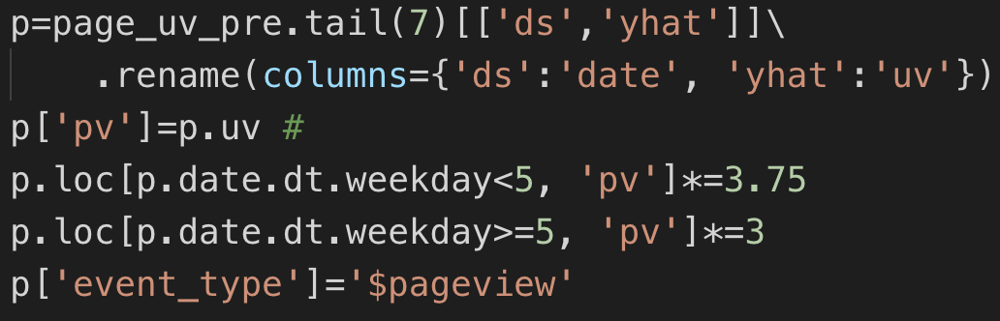 p=page_uv_pre.tail(7)[['ds','yhat']]\
    .rename(columns={'ds':'date', 'yhat':'uv'})
p['pv']=p.uv #
p.loc[p.date.dt.weekday<5, 'pv']*=3.75
p.loc[p.date.dt.weekday>=5, 'pv']*=3
p['event_type']='$pageview'